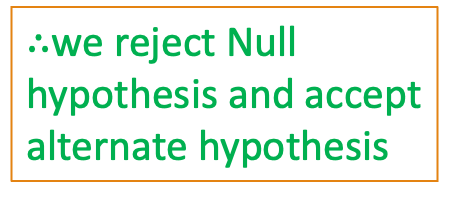 ∴we reject Null
hypothesis and accept
alternate hypothesis